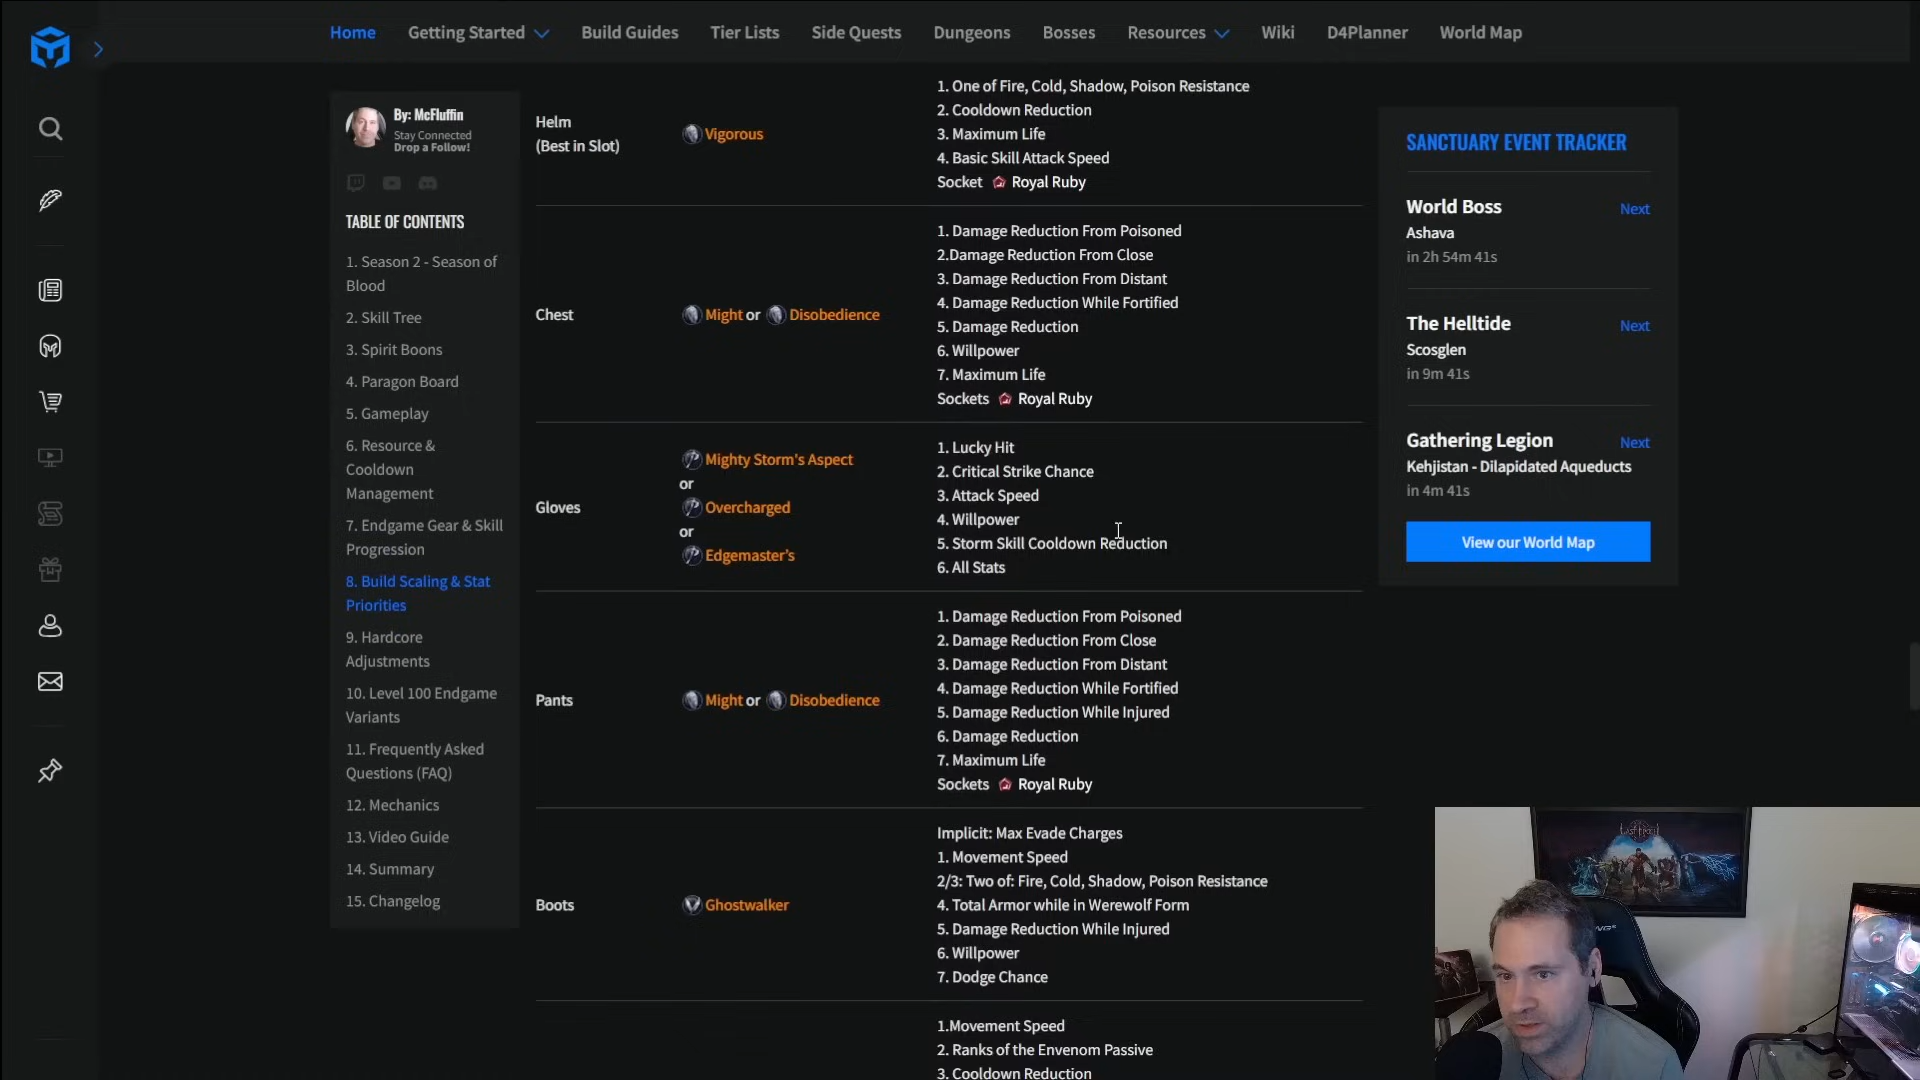 Home Getting Started Build Guides Tier Lists Side Quests Dungeons Bosses Resources Wiki D4Planner World Map
By: McFluffin
Stay Connected
Drop a Follow!
TABLE OF CONTENTS
1. Season 2 - Season of
Blood
2. Skill Tree
3. Spirit Boons
4. Paragon Board
5. Gameplay
6. Resource &
Cooldown
Management
7. Endgame Gear & Skill
Progression
8. Build Scaling & Stat
Priorities
9. Hardcore
Adjustments
10. Level 100 Endgame
Variants
11. Frequently Asked
Questions (FAQ)
12. Mechanics
13. Video Guide
14. Summary
15. Changelog
Helm
(Best in Slot)
Vigorous
1. One of Fire, Cold, Shadow, Poison Resistance
2. Cooldown Reduction
3. Maximum Life
4. Basic Skill Attack Speed
Socket Royal Ruby
Chest
Might or Disobedience
1. Damage Reduction From Poisoned
2.Damage Reduction From Close
3. Damage Reduction From Distant
4. Damage Reduction While Fortified
5. Damage Reduction
6. Willpower
7. Maximum Life
Sockets Royal Ruby
Gloves
Mighty Storm's Aspect
or
Overcharged
or
Edgemaster's
1. Lucky Hit
2. Critical Strike Chance
3. Attack Speed
4. Willpower
5. Storm Skill Cooldown Reduction
6. All Stats
Pants
Might or Disobedience
1. Damage Reduction From Poisoned
2. Damage Reduction From Close
3. Damage Reduction From Distant
4. Damage Reduction While Fortified
5. Damage Reduction While Injured
6. Damage Reduction
7. Maximum Life
Sockets Royal Ruby
Boots
Ghostwalker
Implicit: Max Evade Charges
1. Movement Speed
2/3: Two of: Fire, Cold, Shadow, Poison Resistance
4. Total Armor while in Werewolf Form
5. Damage Reduction While Injured
6. Willpower
7. Dodge Chance
1.Movement Speed
2. Ranks of the Envenom Passive
3. Cooldown Reduction
SANCTUARY EVENT TRACKER
World Boss Next
Ashava
in 2h 54m 41s
The Helltide Next
Scosglen
in 9m 41s
Gathering Legion Next
Kehjistan - Dilapidated Aqueducts
in 4m 41s
View our World Map
LAST EPOCH